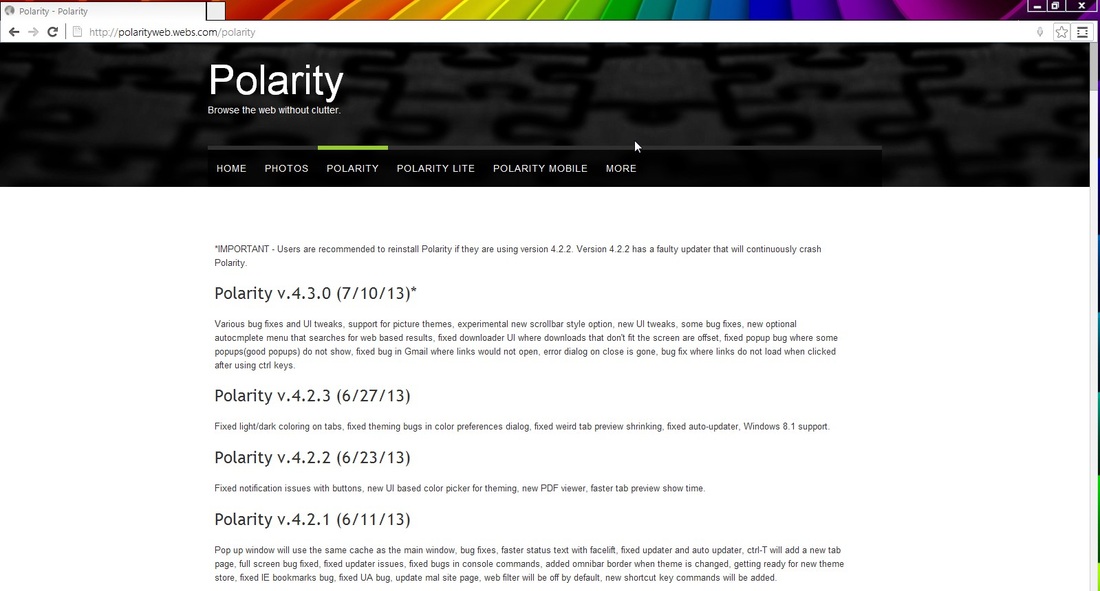 Polarity - Polarity
http://polarityweb.webs.com/polarity
Polarity
Browse the web without clutter.
HOME PHOTOS POLARITY POLARITY LITE POLARITY MOBILE MORE
*IMPORTANT - Users are recommended to reinstall Polarity if they are using version 4.2.2. Version 4.2.2 has a faulty updater that will continuously crash
Polarity.
Polarity v.4.3.0 (7/10/13)*
Various bug fixes and UI tweaks, support for picture themes, experimental new scrollbar style option, new UI tweaks, some bug fixes, new optional
autocmplete menu that searches for web based results, fixed downloader UI where downloads that don't fit the screen are offset, fixed popup bug where some
popups(good popups) do not show, fixed bug in Gmail where links would not open, error dialog on close is gone, bug fix where links do not load when clicked
after using ctrl keys.
Polarity v.4.2.3 (6/27/13)
Fixed light/dark coloring on tabs, fixed theming bugs in color preferences dialog, fixed weird tab preview shrinking, fixed auto-updater, Windows 8.1 support.
Polarity v.4.2.2 (6/23/13)
Fixed notification issues with buttons, new UI based color picker for theming, new PDF viewer, faster tab preview show time.
Polarity v.4.2.1 (6/11/13)
Pop up window will use the same cache as the main window, bug fixes, faster status text with facelift, fixed updater and auto updater, ctrl-T will add a new tab
page, full screen bug fixed, fixed updater issues, fixed bugs in console commands, added omnibar border when theme is changed, getting ready for new theme
store, fixed IE bookmarks bug, fixed UA bug, update mal site page, web filter will be off by default, new shortcut key commands will be added.